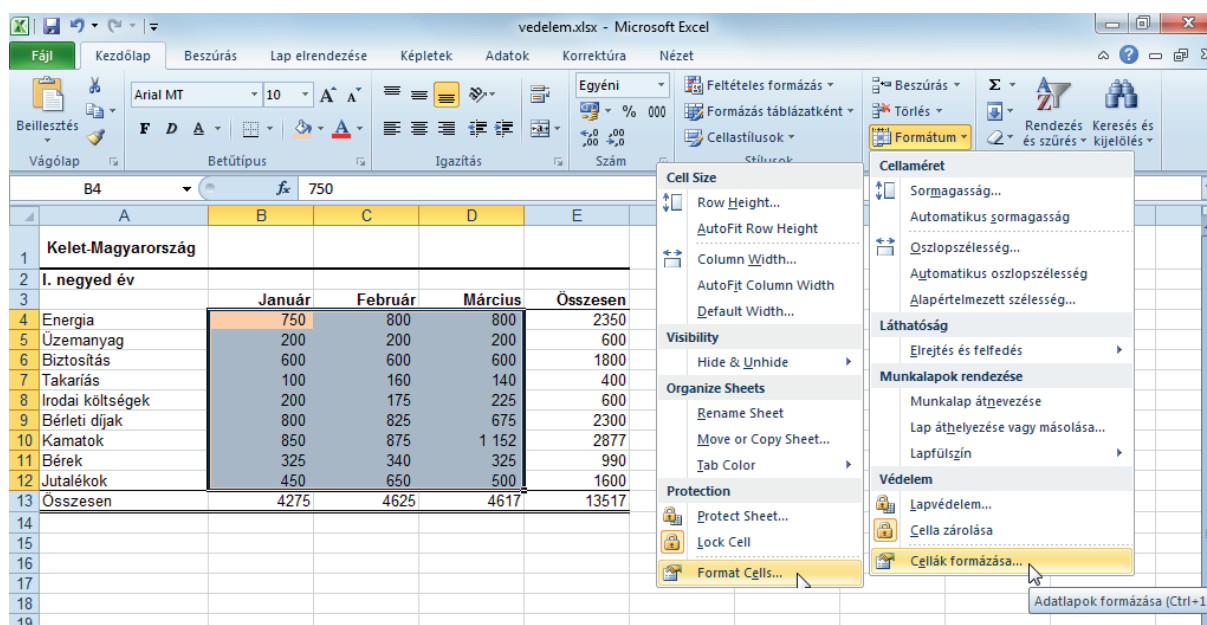 vedelem.xlsx - Microsoft Excel
Fájl Kezdőlap Beszúrás Lap elrendezése Képletek Adatok Korrektúra Nézet
Beillesztés
Vágólap
Arial MT 10
F D A
Betűtípus
Igazítás
Egyéni
% 000
Szám
Feltételes formázás
Formázás táblázatként
Cellastílusok
Stílusok
Beszúrás
Törlés
Formátum
Σ
Rendezés és szűrés
Keresés és kijelölés
B4 fx 750
A B C D E
1 Kelet-Magyarország
2 I. negyed év
3 Január Február Március Összesen
4 Energia 750 800 800 2350
5 Üzemanyag 200 200 200 600
6 Biztosítás 600 600 600 1800
7 Takaríás 100 160 140 400
8 Irodai költségek 200 175 225 600
9 Bérleti díjak 800 825 675 2300
10 Kamatok 850 875 1 152 2877
11 Bérek 325 340 325 990
12 Jutalékok 450 650 500 1600
13 Összesen 4275 4625 4617 13517
14
15
16
17
18
19
Cell Size
Row Height...
AutoFit Row Height
Column Width...
AutoFit Column Width
Default Width...
Visibility
Hide & Unhide
Organize Sheets
Rename Sheet
Move or Copy Sheet...
Tab Color
Protection
Protect Sheet...
Lock Cell
Format Cells...
Cellaméret
Sormagasság...
Automatikus sormagasság
Oszlopszélesség...
Automatikus oszlopszélesség
Alapértelmezett szélesség...
Láthatóság
Elrejtés és felfedés
Munkalapok rendezése
Munkalap átnevezése
Lap áthelyezése vagy másolása...
Lapfülszín
Védelem
Lapvédelem...
Cella zárolása
Cellák formázása...
Adatlapok formázása (Ctrl+1